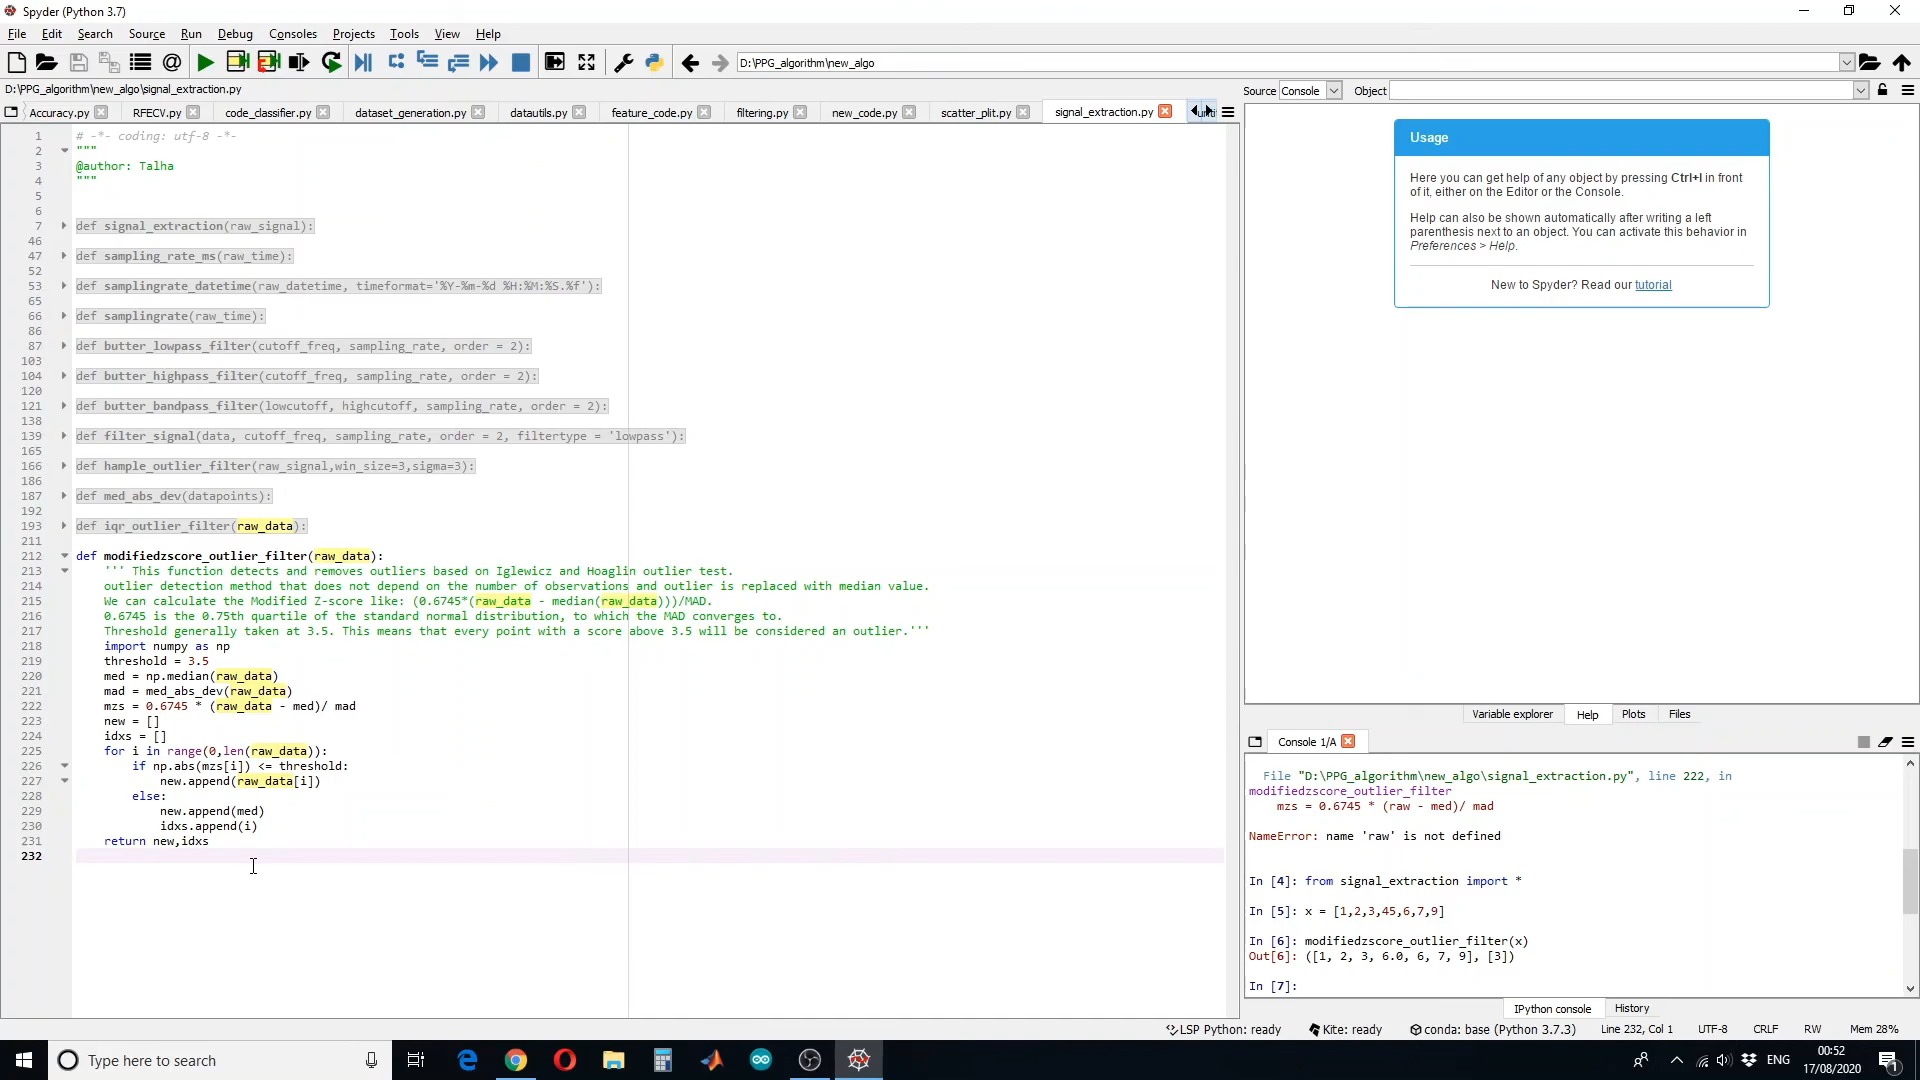 Spyder (Python 3.7)
File Edit Search Source Run Debug Consoles Projects Tools View Help
D:\PPG_algorithm\new_algo
D:\PPG_algorithm\new_algo\signal_extraction.py
Accuracy.py RFECV.py code_classifier.py dataset_generation.py datautils.py feature_code.py filtering.py new_code.py scatter_plit.py signal_extraction.py
1 # -*- coding: utf-8 -*-
2 """
3 @author: Talha
4 """
5
6
7 def signal_extraction(raw_signal):
46
47 def sampling_rate_ms(raw_time):
52
53 def samplingrate_datetime(raw_datetime, timeformat='%Y-%m-%d %H:%M:%S.%f'):
65
66 def samplingrate(raw_time):
86
87 def butter_lowpass_filter(cutoff_freq, sampling_rate, order = 2):
103
104 def butter_highpass_filter(cutoff_freq, sampling_rate, order = 2):
120
121 def butter_bandpass_filter(lowcutoff, highcutoff, sampling_rate, order = 2):
138
139 def filter_signal(data, cutoff_freq, sampling_rate, order = 2, filtertype = 'lowpass'):
165
166 def hample_outlier_filter(raw_signal,win_size=3,sigma=3):
186
187 def med_abs_dev(datapoints):
192
193 def iqr_outlier_filter(raw_data):
211
212 def modifiedzscore_outlier_filter(raw_data):
213 ''' This function detects and removes outliers based on Iglewicz and Hoaglin outlier test.
214 outlier detection method that does not depend on the number of observations and outlier is replaced with median value.
215 We can calculate the Modified Z-score like: (0.6745*(raw_data - median(raw_data)))/MAD.
216 0.6745 is the 0.75th quartile of the standard normal distribution, to which the MAD converges to.
217 Threshold generally taken at 3.5. This means that every point with a score above 3.5 will be considered an outlier.'''
218 import numpy as np
219 threshold = 3.5
220 med = np.median(raw_data)
221 mad = med_abs_dev(raw_data)
222 mzs = 0.6745 * (raw_data - med)/ mad
223 new = []
224 idxs = []
225 for i in range(0,len(raw_data)):
226 if np.abs(mzs[i]) <= threshold:
227 new.append(raw_data[i])
228 else:
229 new.append(med)
230 idxs.append(i)
231 return new,idxs
232
Source Console Object
Usage
Here you can get help of any object by pressing Ctrl+I in front
of it, either on the Editor or the Console.
Help can also be shown automatically after writing a left
parenthesis next to an object. You can activate this behavior in
Preferences > Help.
New to Spyder? Read our tutorial
Variable explorer Help Plots Files
Console 1/A
File "D:\PPG_algorithm\new_algo\signal_extraction.py", line 222, in
modifiedzscore_outlier_filter
mzs = 0.6745 * (raw - med)/ mad
NameError: name 'raw' is not defined
In [4]: from signal_extraction import *
In [5]: x = [1,2,3,45,6,7,9]
In [6]: modifiedzscore_outlier_filter(x)
Out[6]: ([1, 2, 3, 6.0, 6, 7, 9], [3])
In [7]:
IPython console History
LSP Python: ready Kite: ready conda: base (Python 3.7.3) Line 232, Col 1 UTF-8 CRLF RW Mem 28%
Type here to search
ENG
00:52
17/08/2020
1